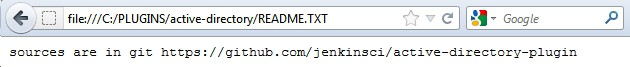 file:///C:/PLUGINS/active-directory/README.TXT
Google
sources are in git https://github.com/jenkinsci/active-directory-plugin